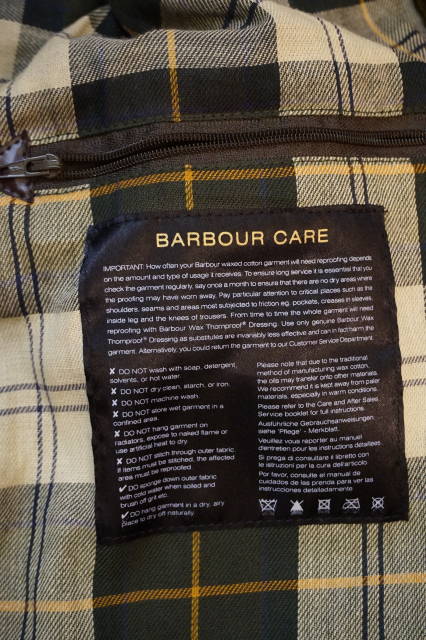 BARBOUR CARE
IMPORTANT: How often your Barbour waxed cotton garment will need reproofing depends
on the amount and type of usage it receives. To ensure long service it is essential that you
check the garment regularly, say once a month to ensure that there are no dry areas where
the proofing may have worn away. Pay particular attention to critical places such as the
shoulders, seams and areas most subjected to friction eg. pockets, creases in sleeves,
inside leg and the knees of trousers. From time to time the whole garment will need
reproofing with Barbour Wax Thornproof® Dressing. Use only genuine Barbour Wax
Thornproof® Dressing as substitutes are invariably less effective and can in fact harm the
garment. Alternatively, you could return the garment to our Customer Service Department.
✘ DO NOT wash with soap, detergent,
solvents, or hot water.
✘ DO NOT dry clean, starch, or iron.
✘ DO NOT machine wash.
✘ DO NOT store wet garment in a
confined area.
✘ DO NOT hang garment on
radiators, expose to naked flame or
use artificial heat to dry.
✘ DO NOT stitch through outer fabric.
If items must be stitched, the affected
area must be reproofed.
✔ DO sponge down outer fabric
with cold water when soiled and
brush off grit etc.
✔ DO hang garment in a dry, airy
place to dry off naturally.
Please note that due to the traditional
method of manufacturing wax cotton,
the oils may transfer onto other materials.
We recommend it is kept away from paler
materials, especially in warm conditions.
Please refer to the Care and After Sales
Service booklet for full instructions.
Ausführliche Gebrauchsanweisungen,
siehe "Pflege" - Merkblatt.
Veuillez vous reporter au manuel
d'entretien pour les instructions détaillées.
Si prega di consultare il libretto con
le istruzioni per la cura dell'articolo
Por favor, consulte el manual de
cuidados de las prenda para ver las
instrucciones detalladamente